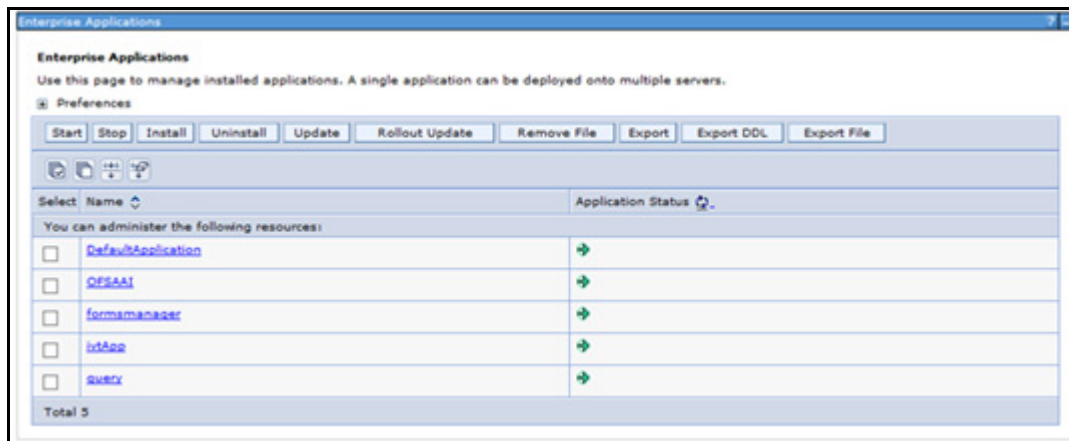 Enterprise Applications
?
Enterprise Applications
Use this page to manage installed applications. A single application can be deployed onto multiple servers.
Preferences
Start Stop Install Uninstall Update Rollout Update Remove File Export Export DDL Export File
Select Name Application Status
You can administer the following resources:
DefaultApplication
OFSAAI
formsmanager
ivtApp
query
Total 5